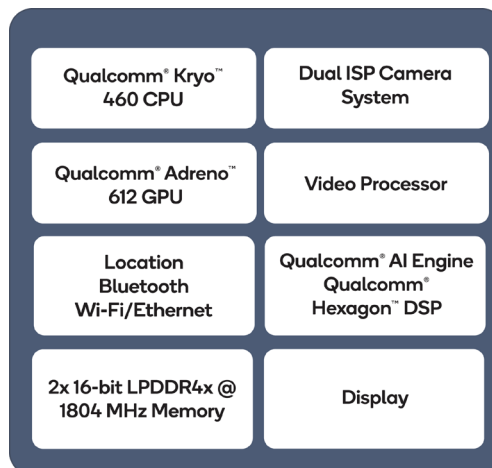 Qualcomm® Kryo™
460 CPU
Dual ISP Camera
System
Qualcomm® Adreno™
612 GPU
Video Processor
Location
Bluetooth
Wi-Fi/Ethernet
Qualcomm® AI Engine
Qualcomm®
Hexagon™ DSP
2x 16-bit LPDDR4x @
1804 MHz Memory
Display